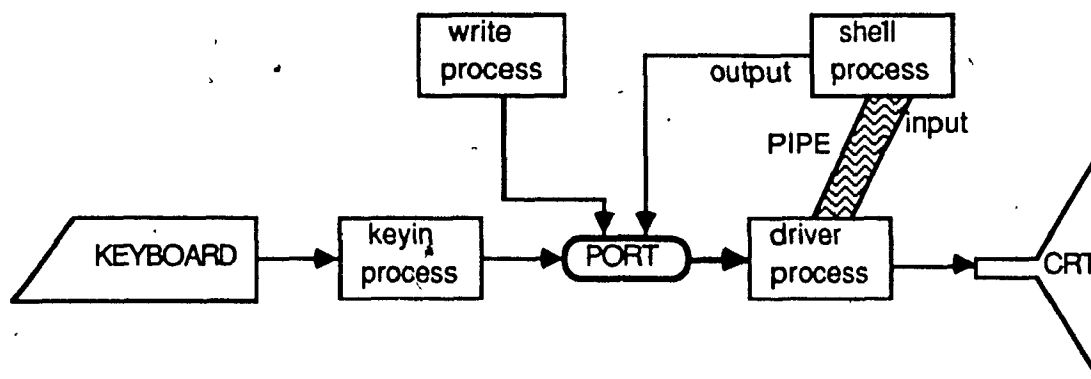 write
process
shell
process
output
input
PIPE
KEYBOARD
keyin
process
PORT
driver
process
CRT